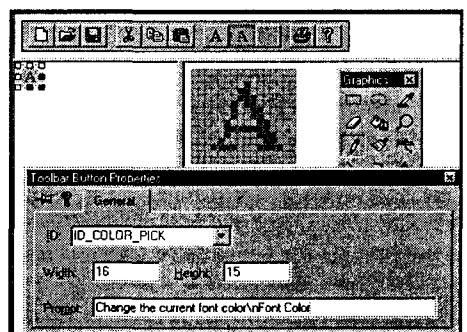 A A
A
Graphics
Toolbar Button Properties
General
ID: ID_COLOR_PICK
Width: 16 Height: 15
Prompt: Change the current font color\nFont Color